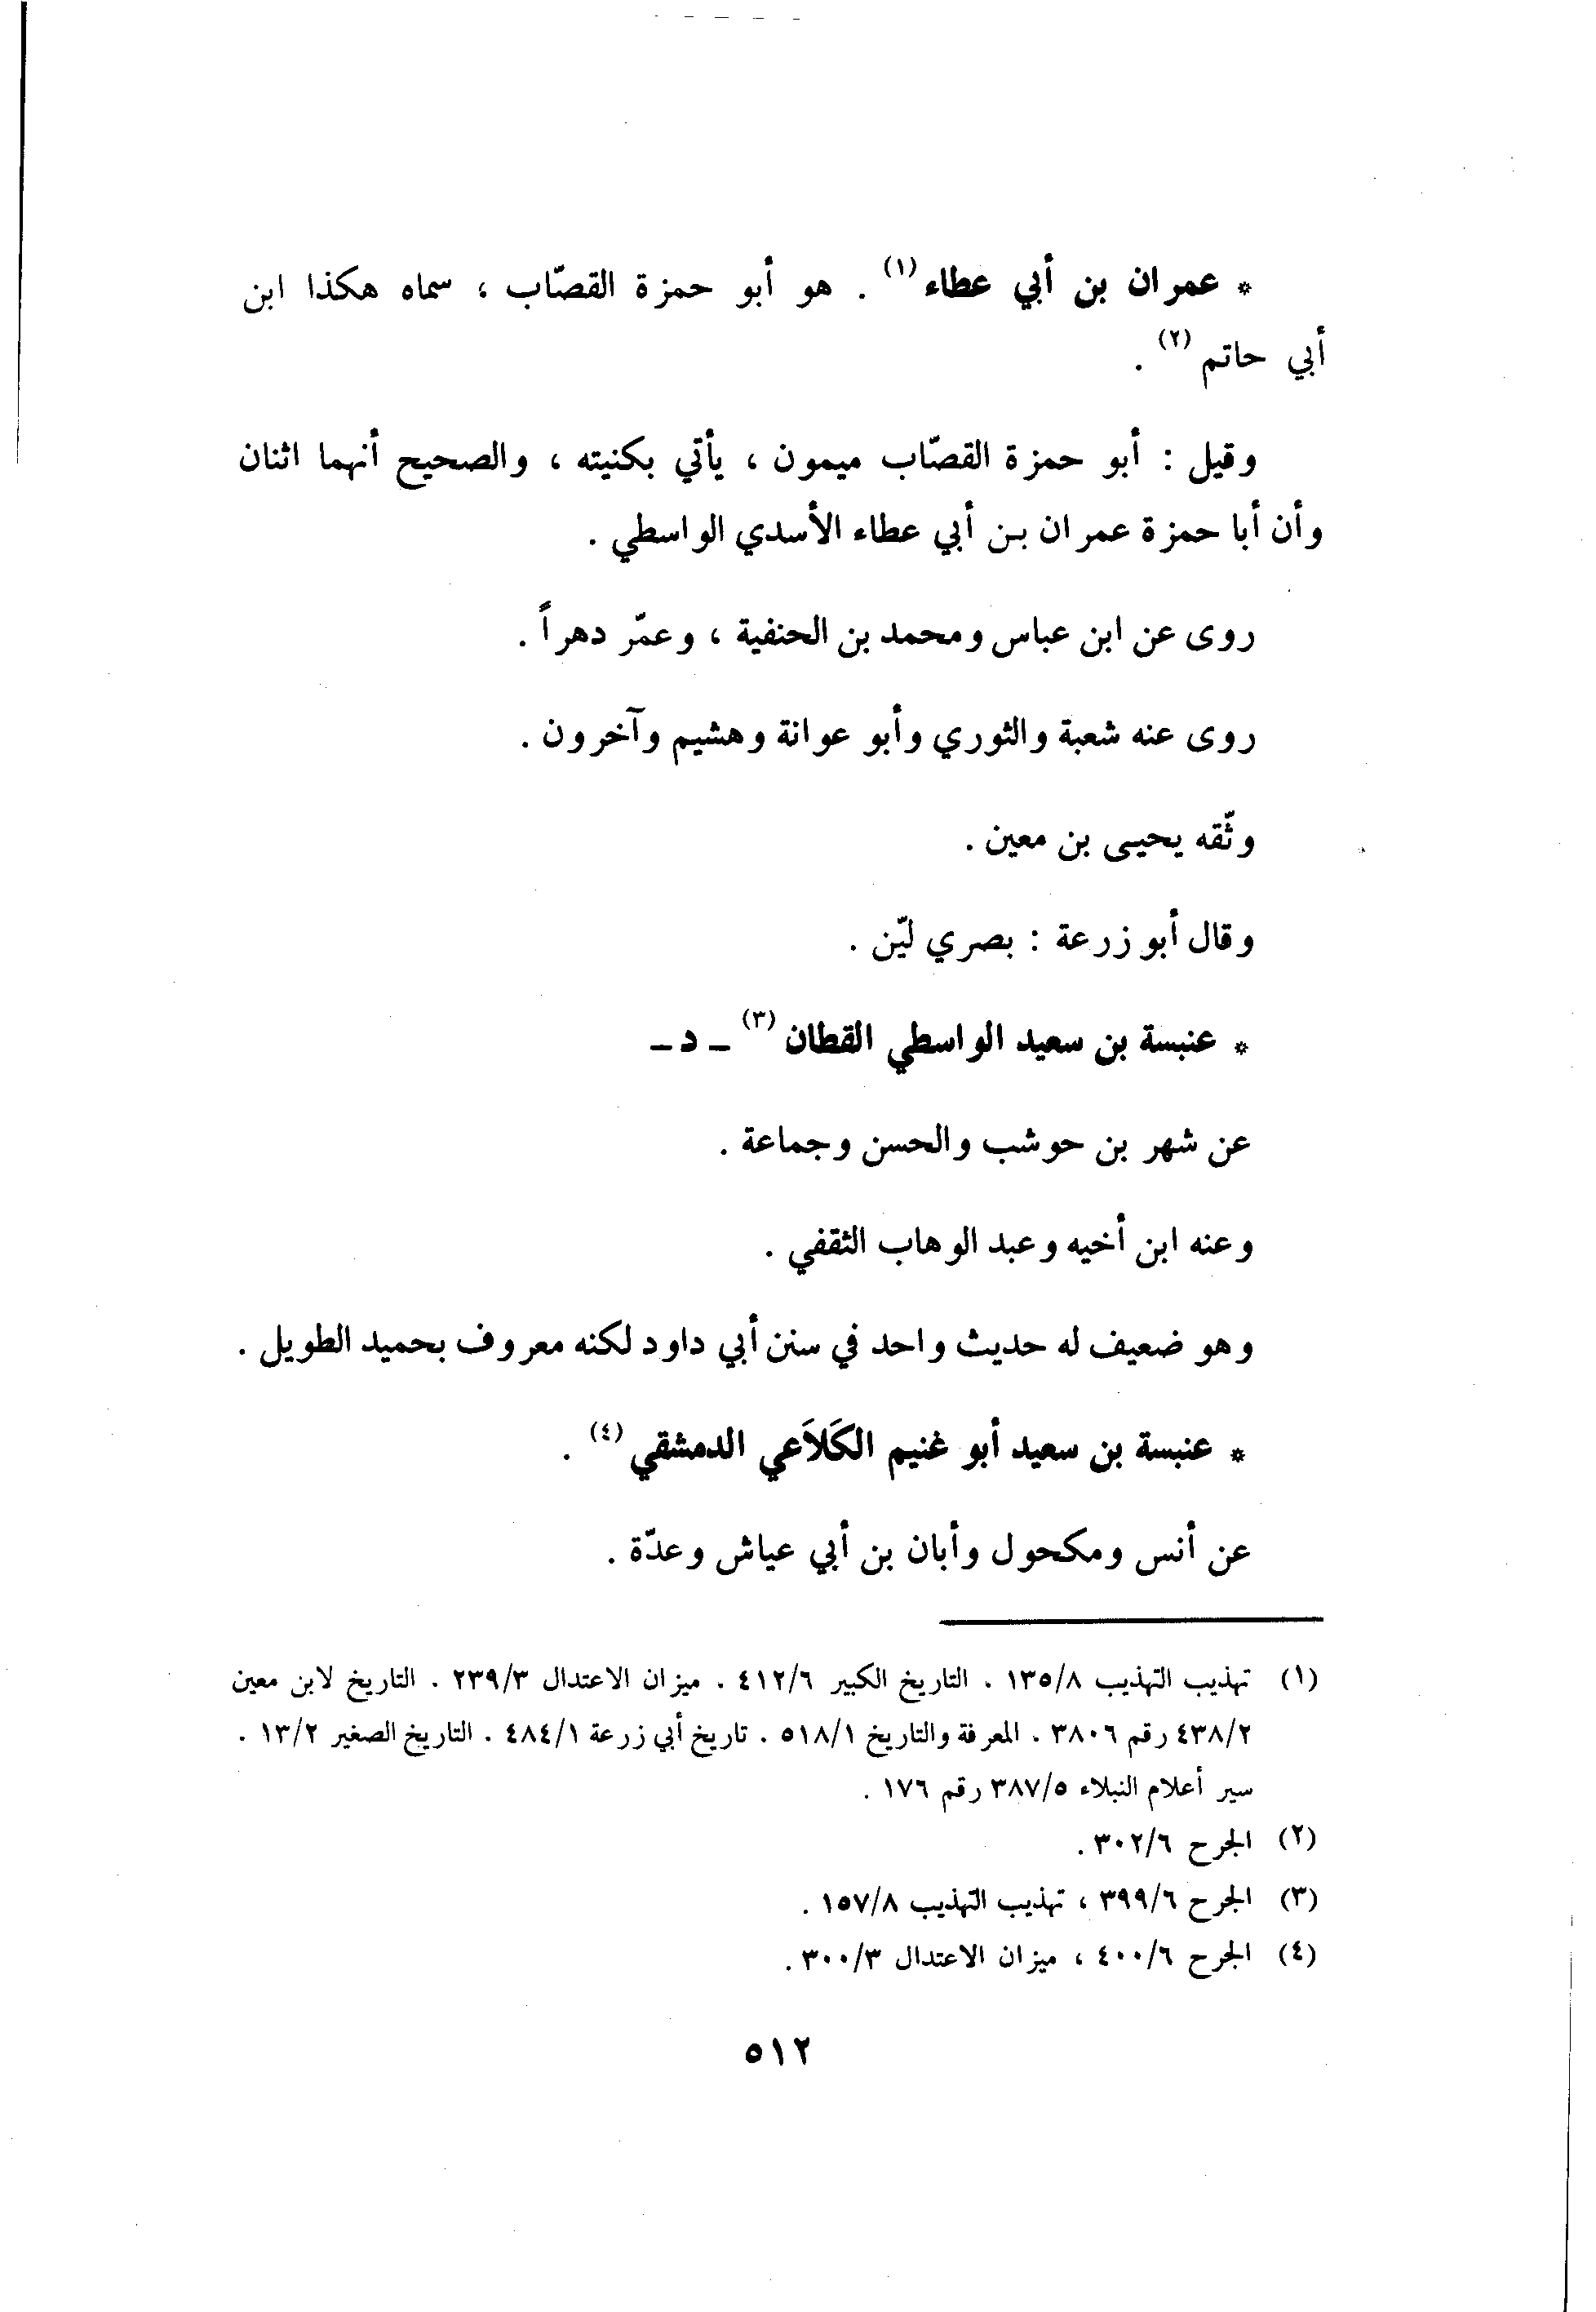 * عمران بن أبي عطاء (١) . هو أبو حمزة القصّاب ، سماه هكذا ابن
أبي حاتم (٢) .
وقيل : أبو حمزة القصّاب ميمون ، يأتي بكنيته ، والصحيح أنهما اثنان
وأن أبا حمزة عمران بن أبي عطاء الأسدي الواسطي .
روى عن ابن عباس ومحمد بن الحنفية ، وعمّر دهراً .
روى عنه شعبة والثوري وأبو عوانة وهشيم وآخرون .
وثّقه يحيى بن معين .
وقال أبو زرعة : بصري ليّن .
* عنبسة بن سعيد الواسطي القطان (٣) – د –
عن شهر بن حوشب والحسن وجماعة .
وعنه ابن أخيه وعبد الوهاب الثقفي .
وهو ضعيف له حديث واحد في سنن أبي داود لكنه معروف بحميد الطويل .
* عنبسة بن سعيد أبو غنيم الكَلاَعي الدمشقي (٤) .
عن أنس ومكحول وأبان بن أبي عياش وعدّة .
(١) تهذيب التهذيب ١٣٥/٨ . التاريخ الكبير ٤١٢/٦ . ميزان الاعتدال ٢٣٩/٣ . التاريخ لابن معين
٤٣٨/٢ رقم ٣٨٠٦ . المعرفة والتاريخ ٥١٨/١ . تاريخ أبي زرعة ٤٨٤/١ . التاريخ الصغير ١٣/٢ .
سير أعلام النبلاء ٣٨٧/٥ رقم ١٧٦ .
(٢) الجرح ٣٠٢/٦ .
(٣) الجرح ٣٩٩/٦ ، تهذيب التهذيب ١٥٧/٨ .
(٤) الجرح ٤٠٠/٦ ، ميزان الاعتدال ٣٠٠/٣ .
٥١٢